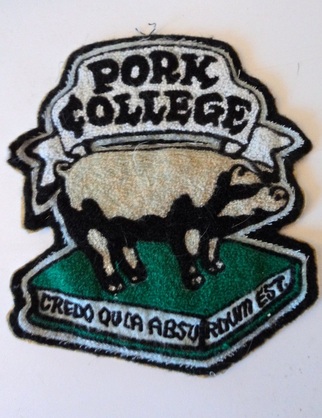 PORK
COLLEGE
CREDO QUIA ABSURDUM EST.